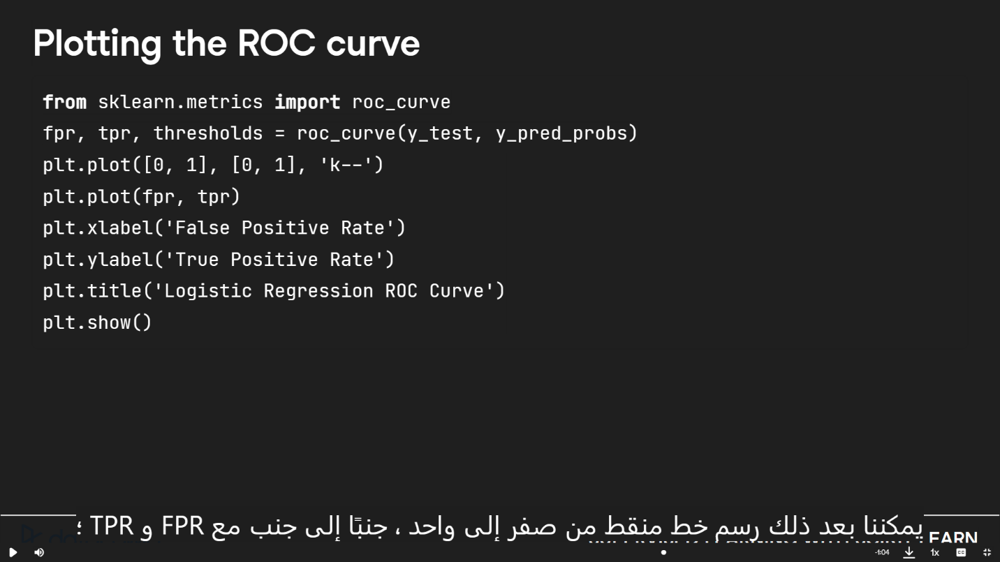 Plotting the ROC curve
from sklearn.metrics import roc_curve
fpr, tpr, thresholds = roc_curve(y_test, y_pred_probs)
plt.plot([0, 1], [0, 1], 'k--')
plt.plot(fpr, tpr)
plt.xlabel('False Positive Rate')
plt.ylabel('True Positive Rate')
plt.title('Logistic Regression ROC Curve')
plt.show()
يمكننا بعد ذلك رسم خط منقط من صفر إلى واحد ، جنبًا إلى جنب مع FPR و TPR ؛
-1:04
1x
CC